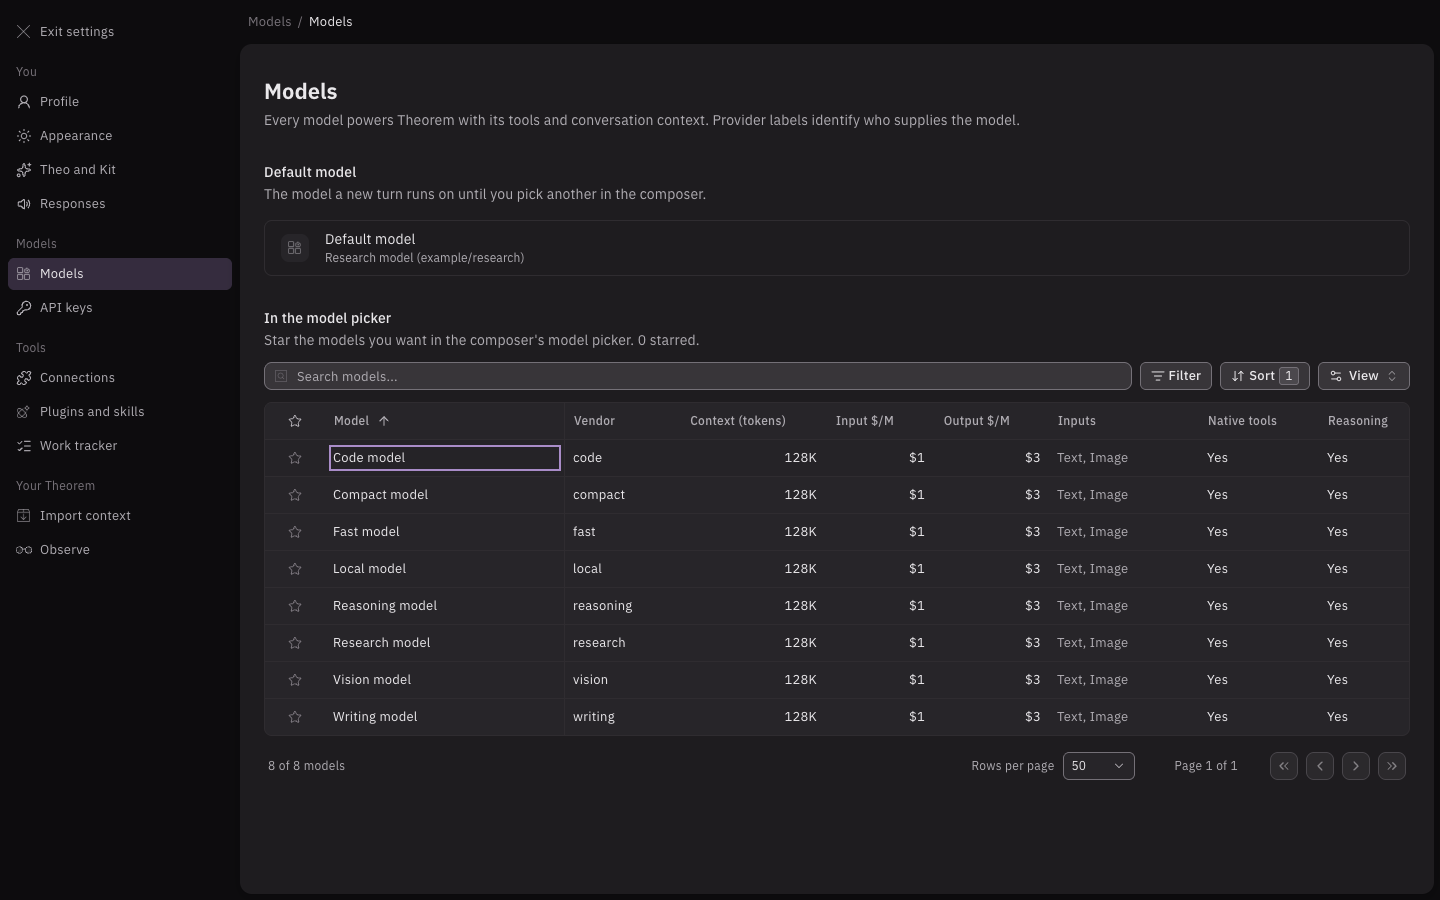 Exit settings
Models / Models
You
Profile
Appearance
Theo and Kit
Responses
Models
Models
API keys
Tools
Connections
Plugins and skills
Work tracker
Your Theorem
Import context
Observe
Models
Every model powers Theorem with its tools and conversation context. Provider labels identify who supplies the model.
Default model
The model a new turn runs on until you pick another in the composer.
Default model
Research model (example/research)
In the model picker
Star the models you want in the composer's model picker. 0 starred.
Search models... Filter Sort 1 View
Model Vendor Context (tokens) Input $/M Output $/M Inputs Native tools Reasoning
Code model code 128K $1 $3 Text, Image Yes Yes
Compact model compact 128K $1 $3 Text, Image Yes Yes
Fast model fast 128K $1 $3 Text, Image Yes Yes
Local model local 128K $1 $3 Text, Image Yes Yes
Reasoning model reasoning 128K $1 $3 Text, Image Yes Yes
Research model research 128K $1 $3 Text, Image Yes Yes
Vision model vision 128K $1 $3 Text, Image Yes Yes
Writing model writing 128K $1 $3 Text, Image Yes Yes
8 of 8 models Rows per page 50 Page 1 of 1